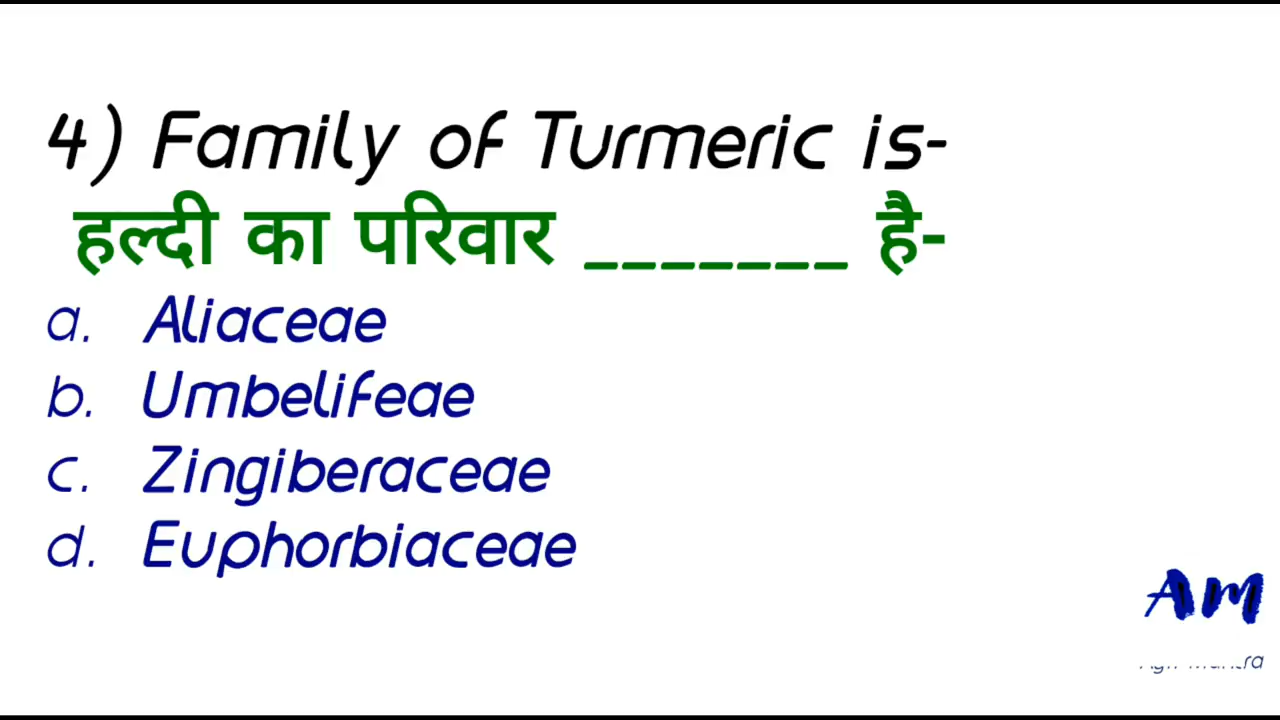 4) Family of Turmeric is-
हल्दी का परिवार _______ है-
a. Aliaceae
b. Umbelifeae
c. Zingiberaceae
d. Euphorbiaceae
AM